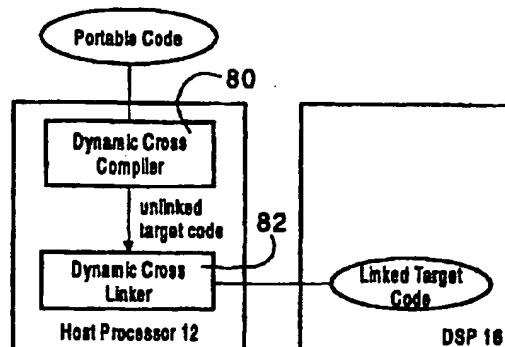 Portable Code
80
Dynamic Cross
Compiler
unlinked
target code
82
Dynamic Cross
Linker
Linked Target
Code
Host Processor 12
DSP 16